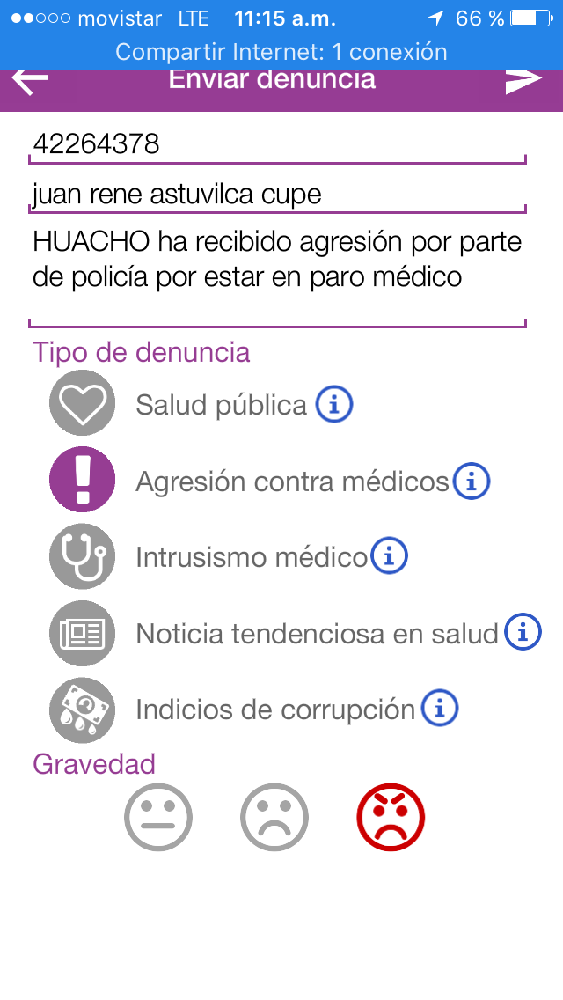 movistar LTE 11:15 a.m. 66 %
Compartir Internet: 1 conexión
Enviar denuncia
42264378
juan rene astuvilca cupe
HUACHO ha recibido agresión por parte
de policía por estar en paro médico
Tipo de denuncia
Salud pública
Agresión contra médicos
Intrusismo médico
Noticia tendenciosa en salud
Indicios de corrupción
Gravedad